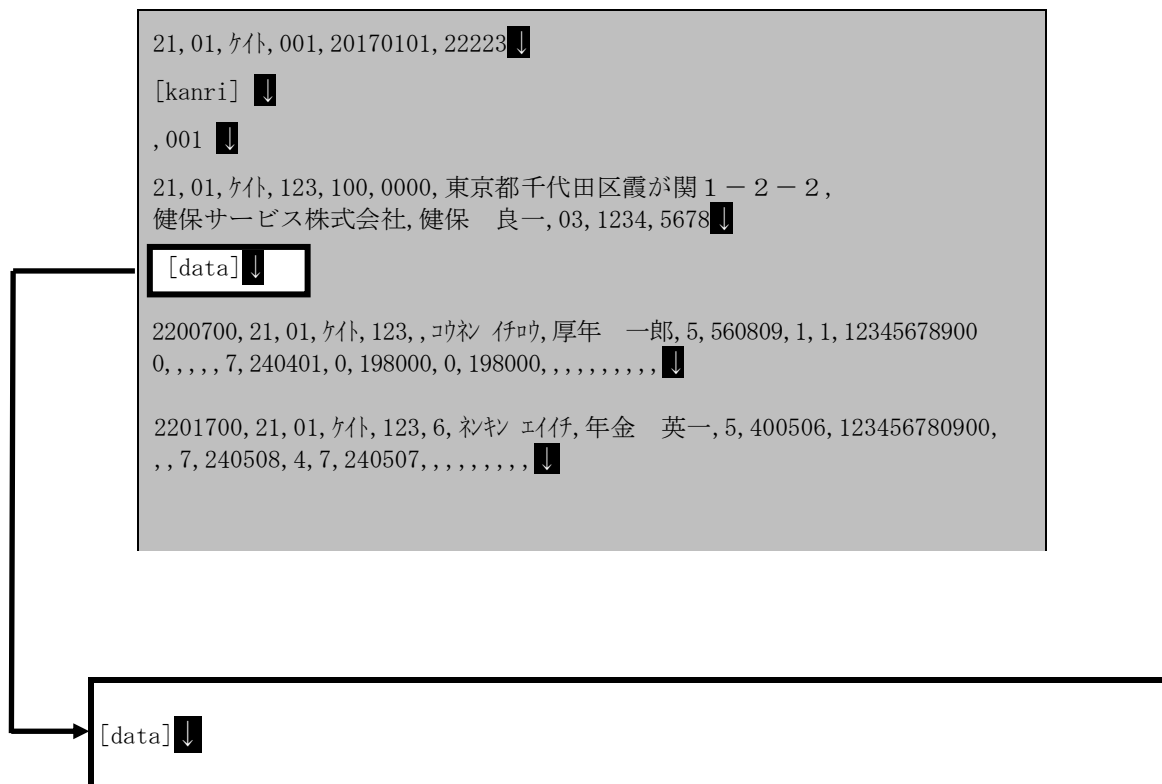 21,01,ｹｲﾄ,001,20170101,22223↓
[kanri] ↓
,001 ↓
21,01,ｹｲﾄ,123,100,0000,東京都千代田区霞が関１－２－２,
健保サービス株式会社,健保　良一,03,1234,5678↓
[data]↓
2200700,21,01,ｹｲﾄ,123,,ｺｳﾈﾝ ｲﾁﾛｳ,厚年　一郎,5,560809,1,1,12345678900
0,,,,,7,240401,0,198000,0,198000,,,,,,,,,,↓
2201700,21,01,ｹｲﾄ,123,6,ﾈﾝｷﾝ ｴｲｲﾁ,年金　英一,5,400506,123456780900,
,,7,240508,4,7,240507,,,,,,,,,↓
[data]↓